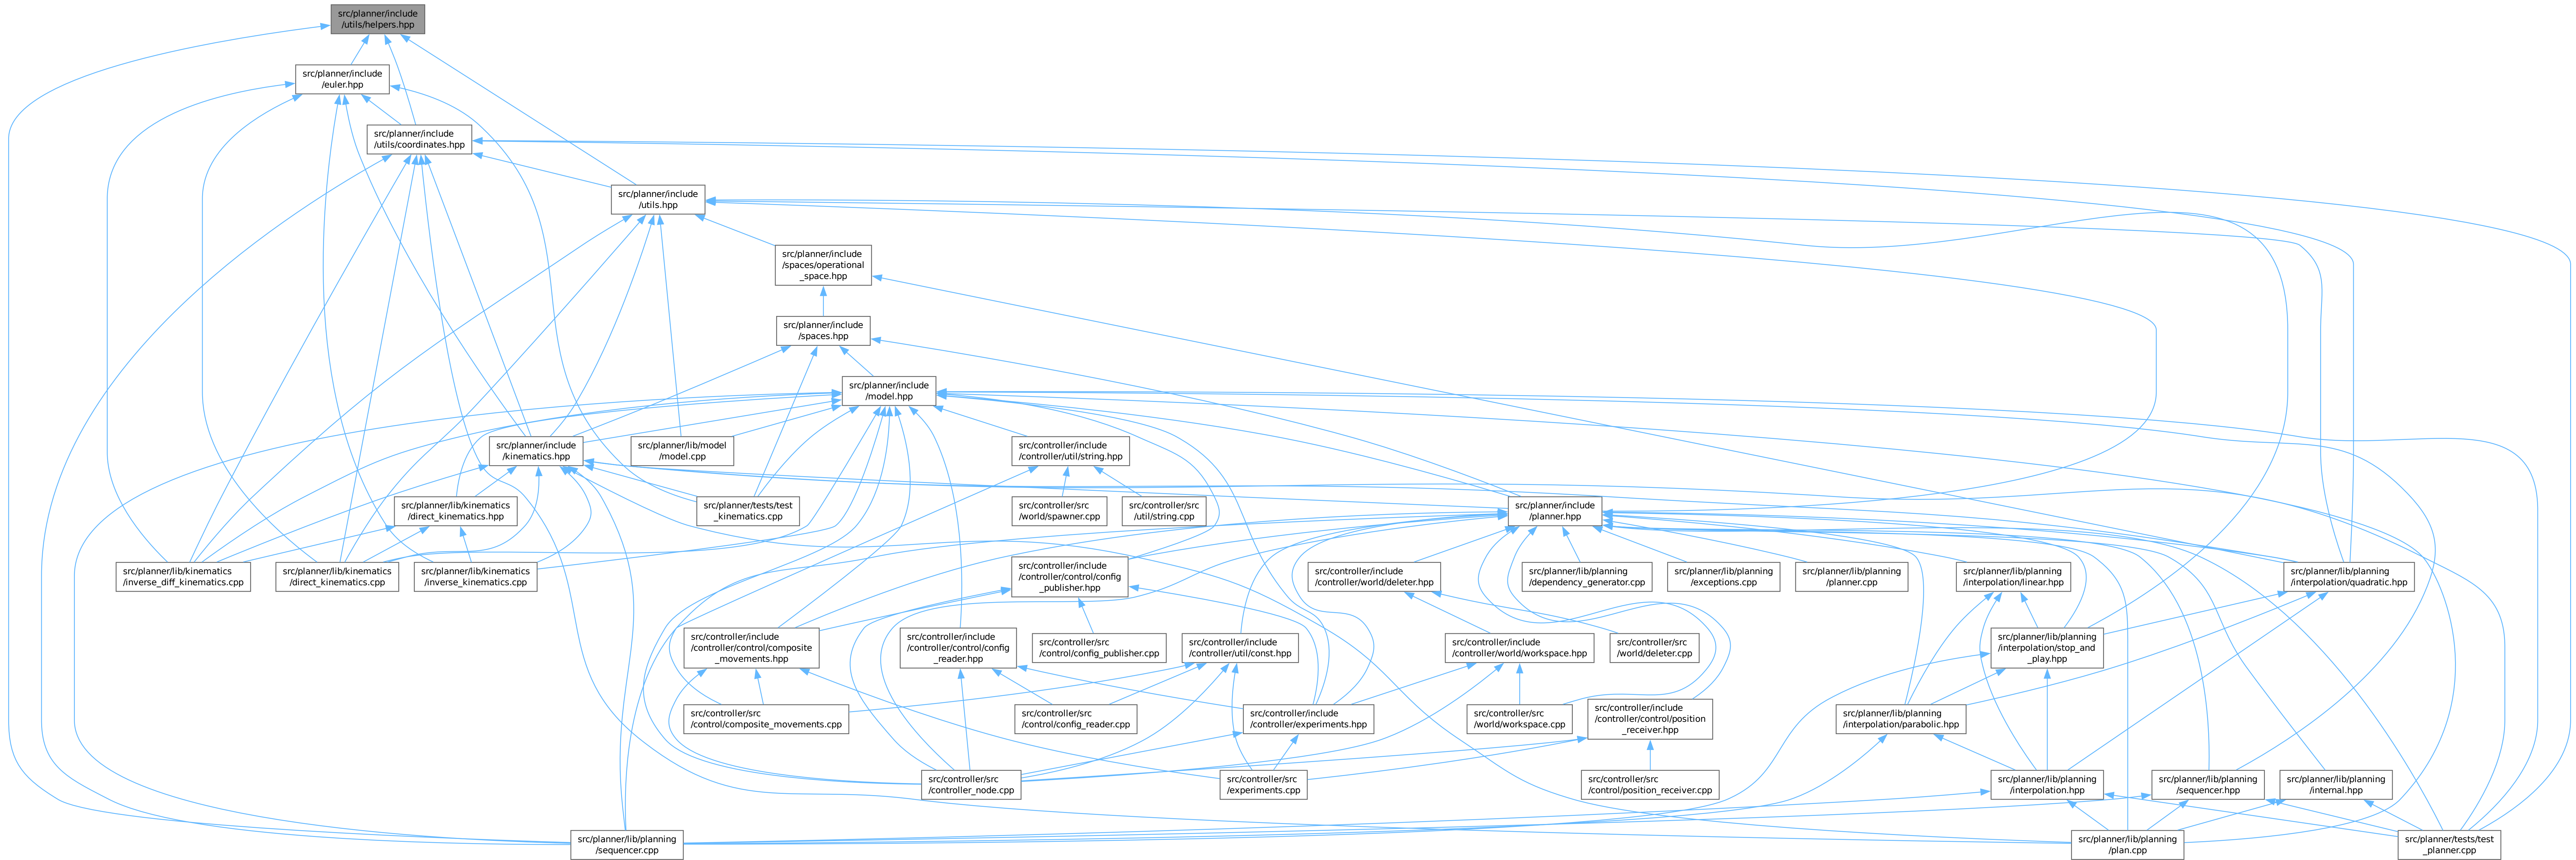 src/planner/include
/utils/helpers.hpp
src/planner/include
/euler.hpp
src/planner/include
/utils/coordinates.hpp
src/planner/include
/utils.hpp
src/planner/include
/spaces/operational
_space.hpp
src/planner/include
/spaces.hpp
src/planner/include
/model.hpp
src/planner/include
/kinematics.hpp
src/planner/lib/model
/model.cpp
src/controller/include
/controller/util/string.hpp
src/planner/lib/kinematics
/direct_kinematics.hpp
src/planner/tests/test
_kinematics.cpp
src/controller/src
/world/spawner.cpp
src/controller/src
/util/string.cpp
src/planner/include
/planner.hpp
src/planner/lib/kinematics
/inverse_diff_kinematics.cpp
src/planner/lib/kinematics
/direct_kinematics.cpp
src/planner/lib/kinematics
/inverse_kinematics.cpp
src/controller/include
/controller/control/config
_publisher.hpp
src/controller/include
/controller/world/deleter.hpp
src/planner/lib/planning
/dependency_generator.cpp
src/planner/lib/planning
/exceptions.cpp
src/planner/lib/planning
/planner.cpp
src/planner/lib/planning
/interpolation/linear.hpp
src/planner/lib/planning
/interpolation/quadratic.hpp
src/controller/include
/controller/control/composite
_movements.hpp
src/controller/include
/controller/control/config
_reader.hpp
src/controller/src
/control/config_publisher.cpp
src/controller/include
/controller/util/const.hpp
src/controller/include
/controller/world/workspace.hpp
src/controller/src
/world/deleter.cpp
src/planner/lib/planning
/interpolation/stop_and
_play.hpp
src/controller/src
/control/composite_movements.cpp
src/controller/src
/control/config_reader.cpp
src/controller/include
/controller/experiments.hpp
src/controller/src
/world/workspace.cpp
src/controller/include
/controller/control/position
_receiver.hpp
src/planner/lib/planning
/interpolation/parabolic.hpp
src/controller/src
/controller_node.cpp
src/controller/src
/experiments.cpp
src/controller/src
/control/position_receiver.cpp
src/planner/lib/planning
/interpolation.hpp
src/planner/lib/planning
/sequencer.hpp
src/planner/lib/planning
/internal.hpp
src/planner/lib/planning
/sequencer.cpp
src/planner/lib/planning
/plan.cpp
src/planner/tests/test
_planner.cpp